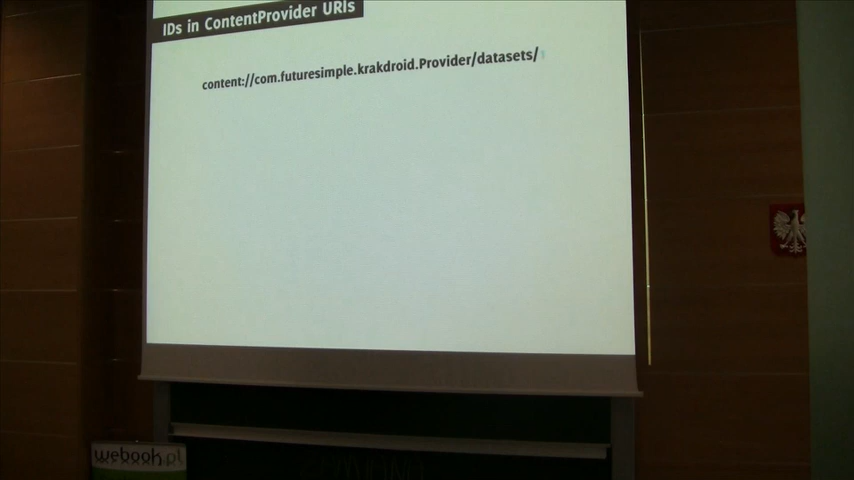 IDs in ContentProvider URIs
content://com.futuresimple.krakdroid.Provider/datasets/
webook.pl